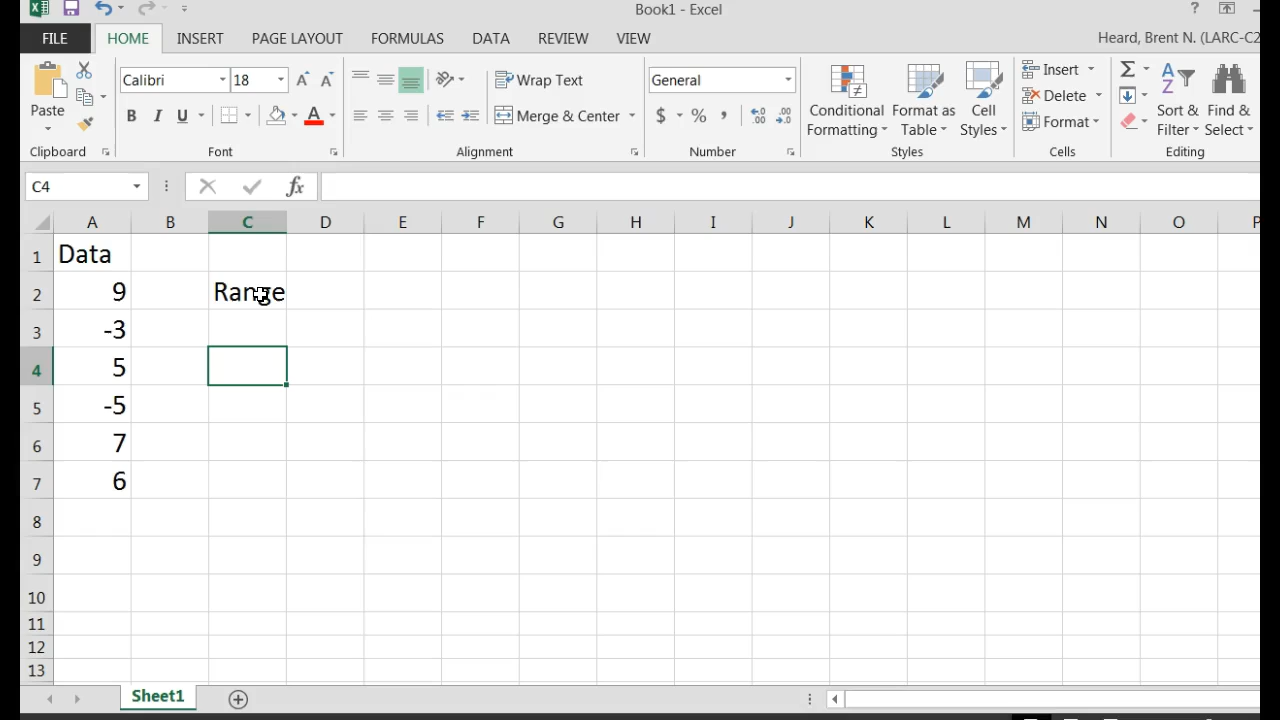 Book1 - Excel
?
FILE HOME INSERT PAGE LAYOUT FORMULAS DATA REVIEW VIEW Heard, Brent N. (LARC-C2
Calibri 18 Wrap Text General Insert Σ
Paste Conditional Format as Cell Delete Sort & Find &
B I U A Merge & Center $ % , Formatting Table Styles Format Filter Select
Clipboard Font Alignment Number Styles Cells Editing
C4 fx
A B C D E F G H I J K L M N O P
1 Data
2 9 Range
3 -3
4 5
5 -5
6 7
7 6
8
9
10
11
12
13
Sheet1